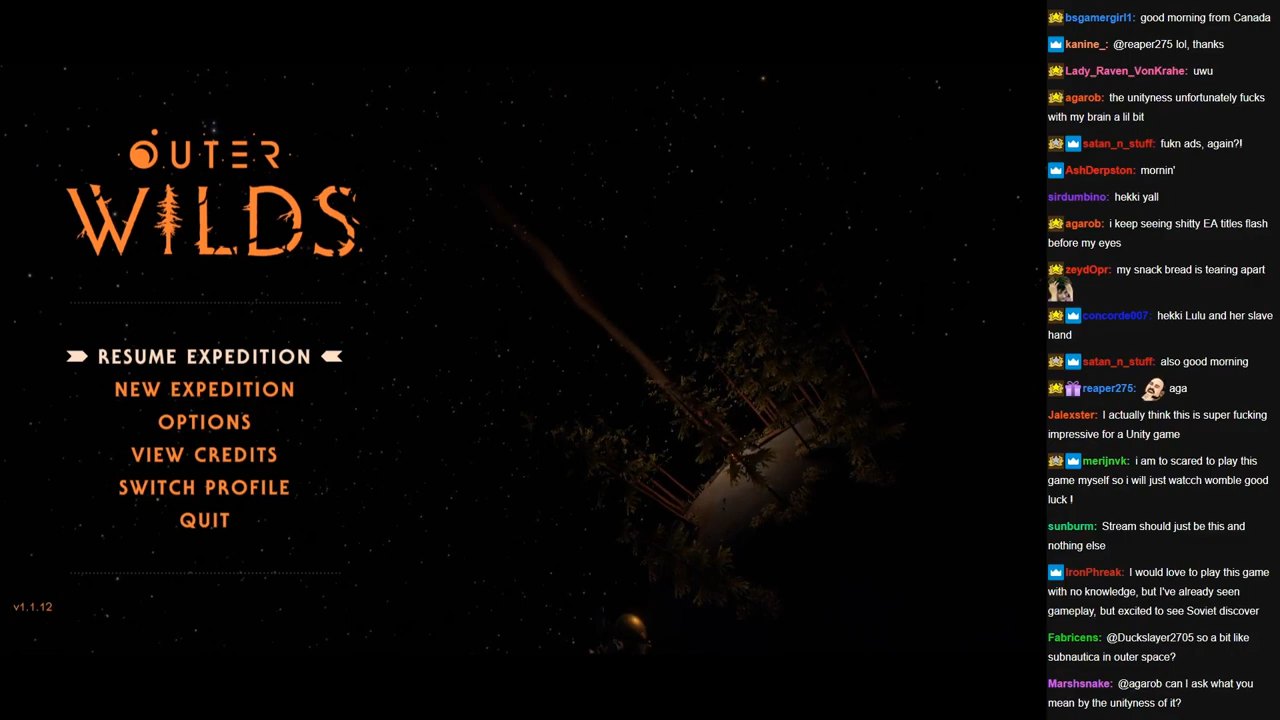 OUTER
WILDS
RESUME EXPEDITION
NEW EXPEDITION
OPTIONS
VIEW CREDITS
SWITCH PROFILE
QUIT
v1.1.12
bsgamergirl1: good morning from Canada
kanine_: @reaper275 lol, thanks
Lady_Raven_VonKrahe: uwu
agarob: the unityness unfortunately fucks
with my brain a lil bit
satan_n_stuff: fukn ads, again?!
AshDerpston: mornin'
sirdumbino: hekki yall
agarob: i keep seeing shitty EA titles flash
before my eyes
zeydOpr: my snack bread is tearing apart
concorde007: hekki Lulu and her slave
hand
satan_n_stuff: also good morning
reaper275: aga
Jalexster: I actually think this is super fucking
impressive for a Unity game
merijnvk: i am to scared to play this
game myself so i will just watcch womble good
luck !
sunburm: Stream should just be this and
nothing else
IronPhreak: I would love to play this game
with no knowledge, but I've already seen
gameplay, but excited to see Soviet discover
Fabricens: @Duckslayer2705 so a bit like
subnautica in outer space?
Marshsnake: @agarob can I ask what you
mean by the unityness of it?